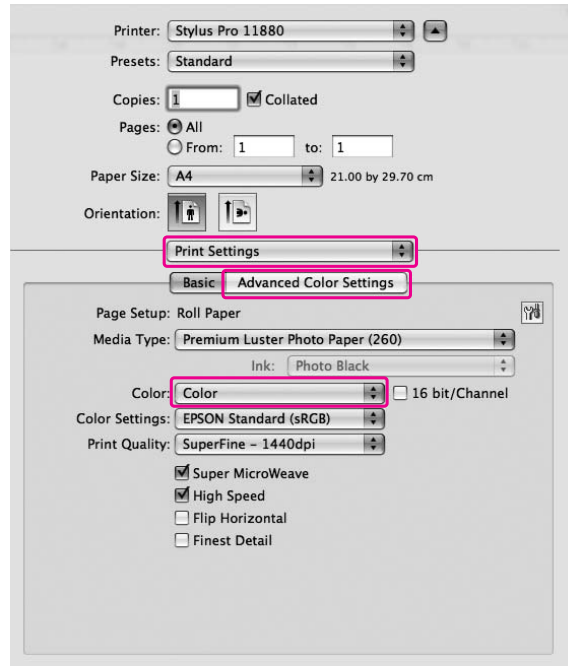 Printer: Stylus Pro 11880
Presets: Standard
Copies: 1 Collated
Pages: All
From: 1 to: 1
Paper Size: A4 21.00 by 29.70 cm
Orientation:
Print Settings
Basic Advanced Color Settings
Page Setup: Roll Paper
Media Type: Premium Luster Photo Paper (260)
Ink: Photo Black
Color: Color 16 bit/Channel
Color Settings: EPSON Standard (sRGB)
Print Quality: SuperFine – 1440dpi
Super MicroWeave
High Speed
Flip Horizontal
Finest Detail